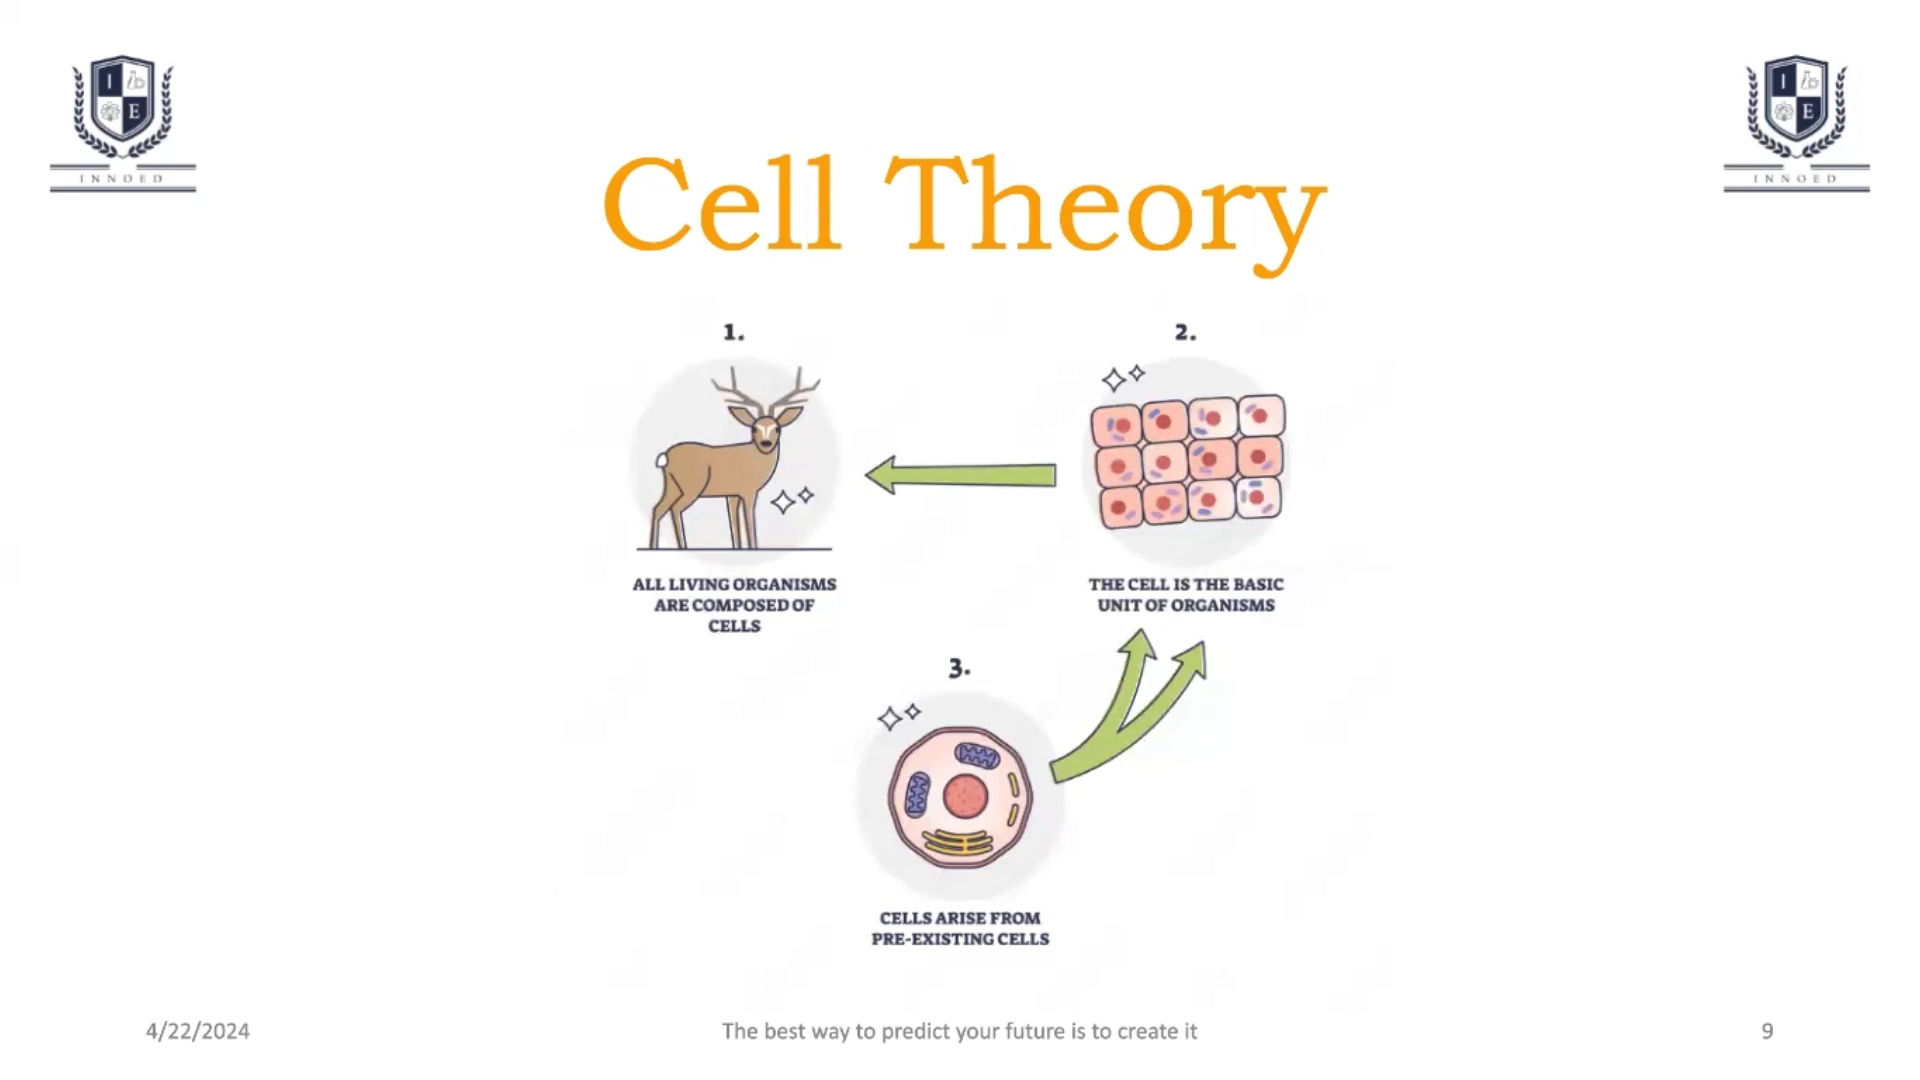 I
E
INNOED
I
E
INNOED
Cell Theory
1.
2.
ALL LIVING ORGANISMS
ARE COMPOSED OF
CELLS
THE CELL IS THE BASIC
UNIT OF ORGANISMS
3.
CELLS ARISE FROM
PRE-EXISTING CELLS
4/22/2024
The best way to predict your future is to create it
9